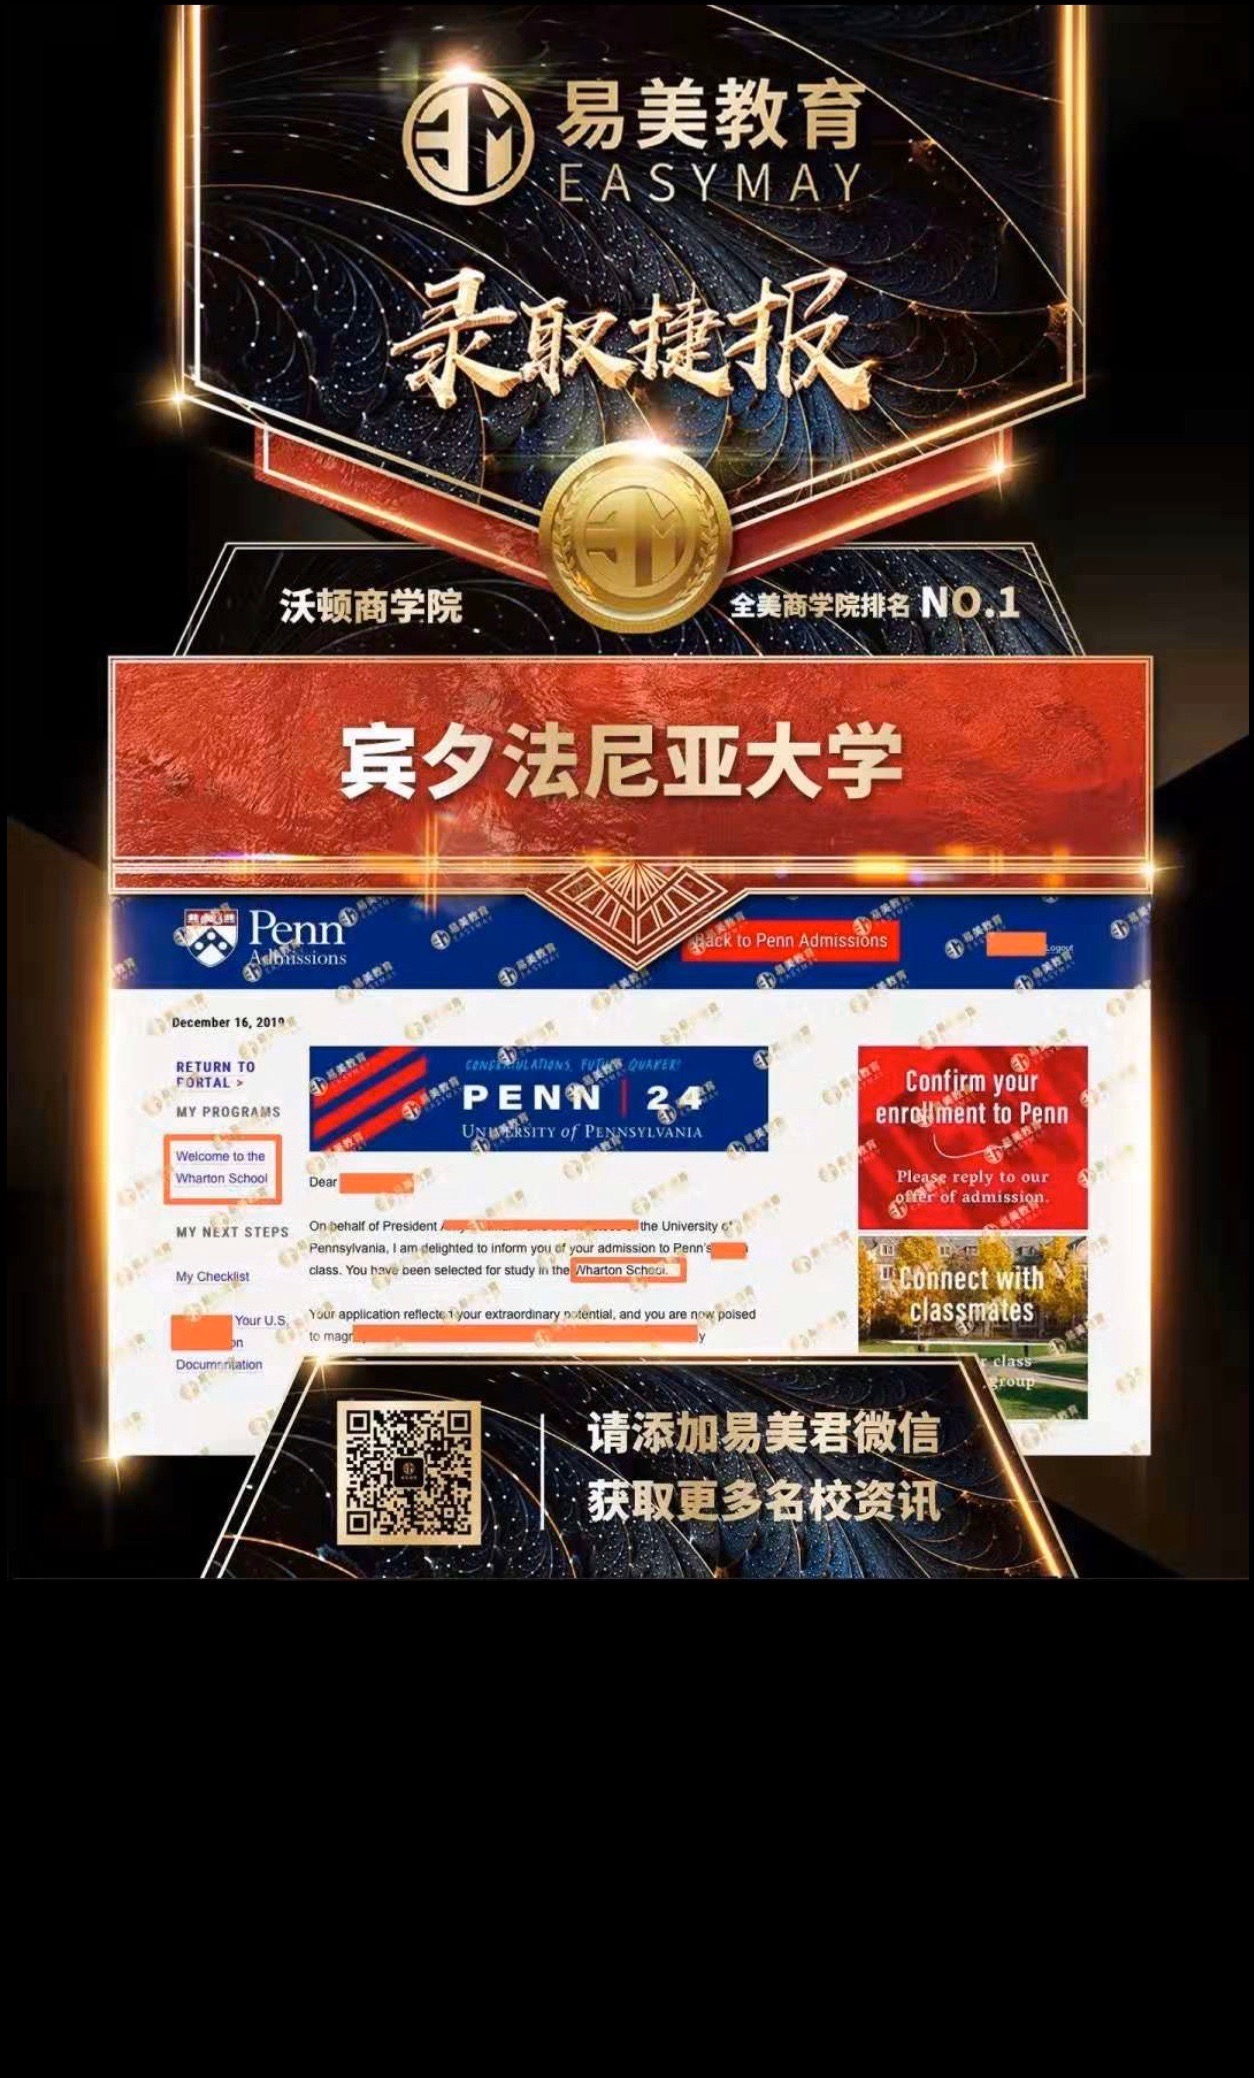 易美教育
EASYMAY
录取捷报
沃顿商学院
全美商学院排名 NO.1
宾夕法尼亚大学
Penn
Admissions
Back to Penn Admissions
Logout
December 16, 2019
RETURN TO
PORTAL >
MY PROGRAMS
Welcome to the
Wharton School
MY NEXT STEPS
My Checklist
Your U.S.
on
Documentation
CONGRATULATIONS, FUTURE QUAKER!
PENN | 24
UNIVERSITY of PENNSYLVANIA
Dear
On behalf of President the University of
Pennsylvania, I am delighted to inform you of your admission to Penn's
class. You have been selected for study in the Wharton School.
Your application reflected your extraordinary potential, and you are now poised
to y
Confirm your
enrollment to Penn
Please reply to our
offer of admission.
Connect with
classmates
class
group
请添加易美君微信
获取更多名校资讯